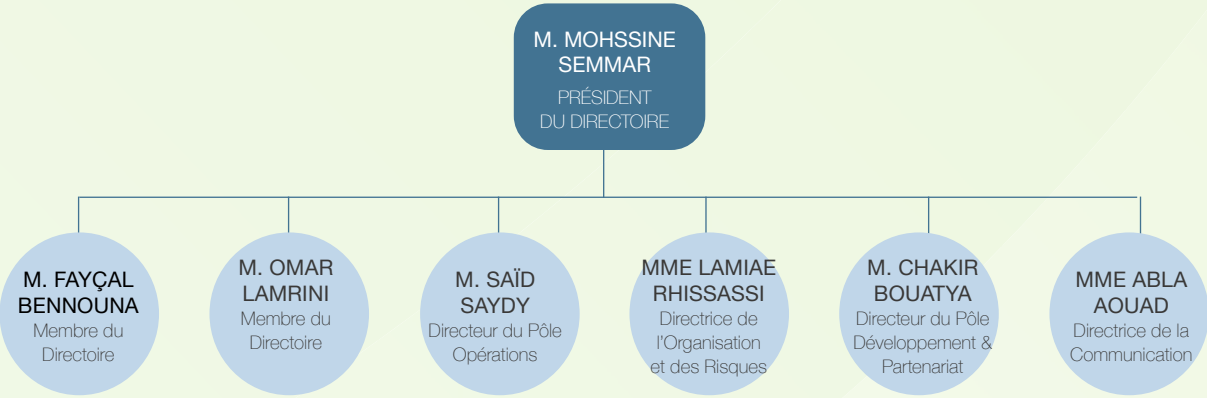 M. MOHSSINE
SEMMAR
PRÉSIDENT
DU DIRECTOIRE
M. FAYÇAL
BENNOUNA
Membre du
Directoire
M. OMAR
LAMRINI
Membre du
Directoire
M. SAÏD
SAYDY
Directeur du Pôle
Opérations
MME LAMIAE
RHISSASSI
Directrice de
l'Organisation
et des Risques
M. CHAKIR
BOUATYA
Directeur du Pôle
Développement &
Partenariat
MME ABLA
AOUAD
Directrice de la
Communication